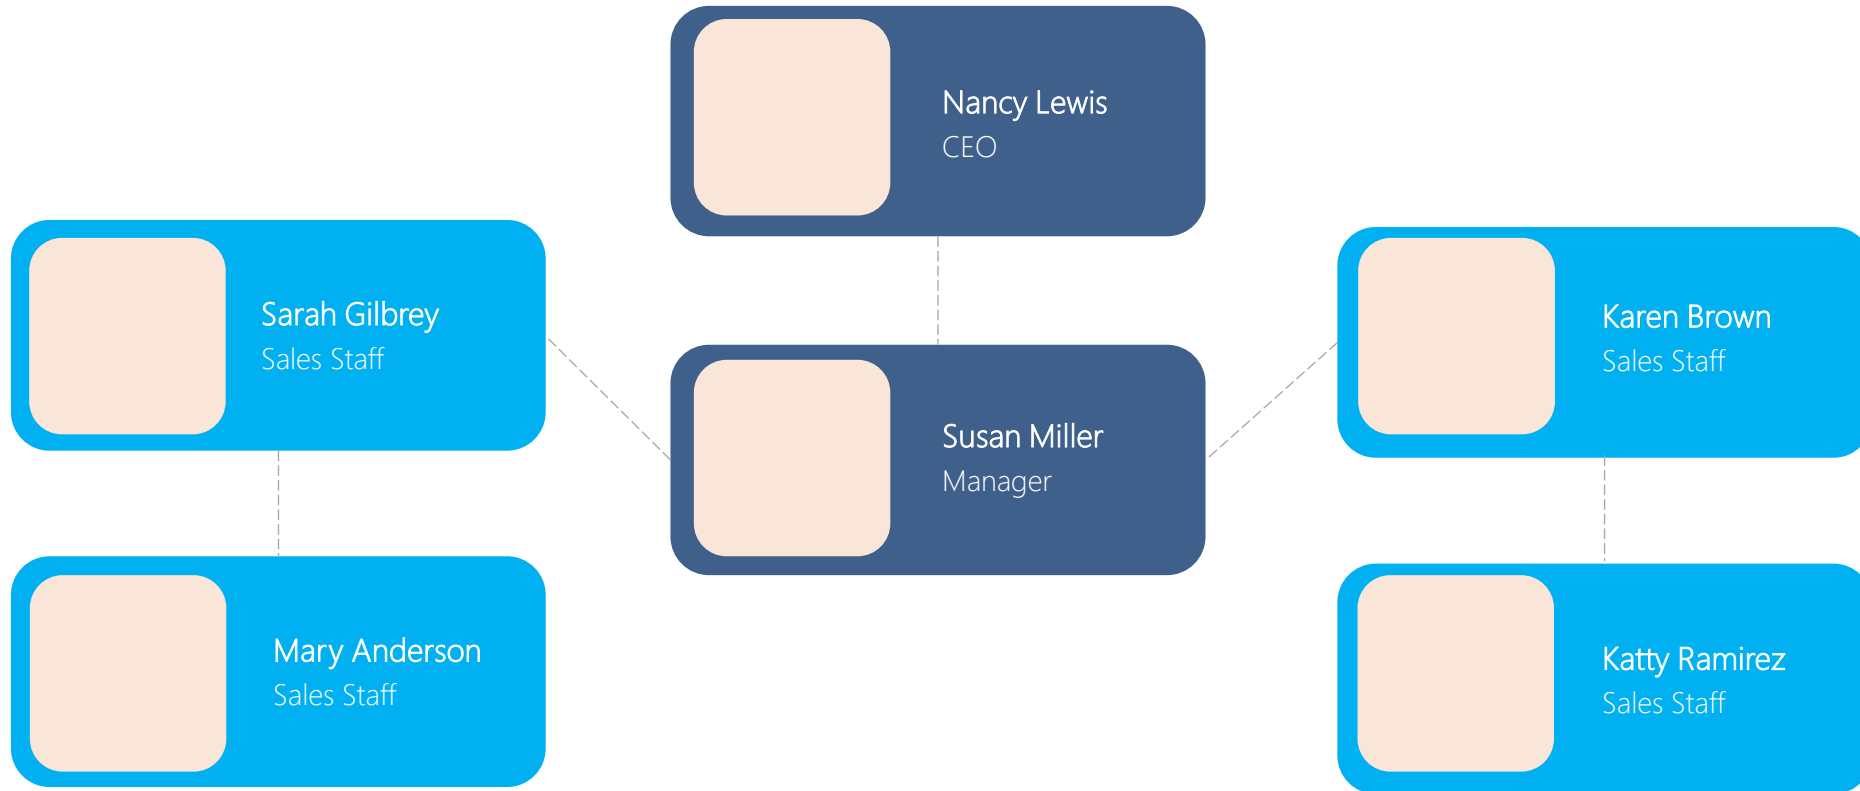 Nancy Lewis
CEO
Sarah Gilbrey
Sales Staff
Karen Brown
Sales Staff
Susan Miller
Manager
Mary Anderson
Sales Staff
Katty Ramirez
Sales Staff